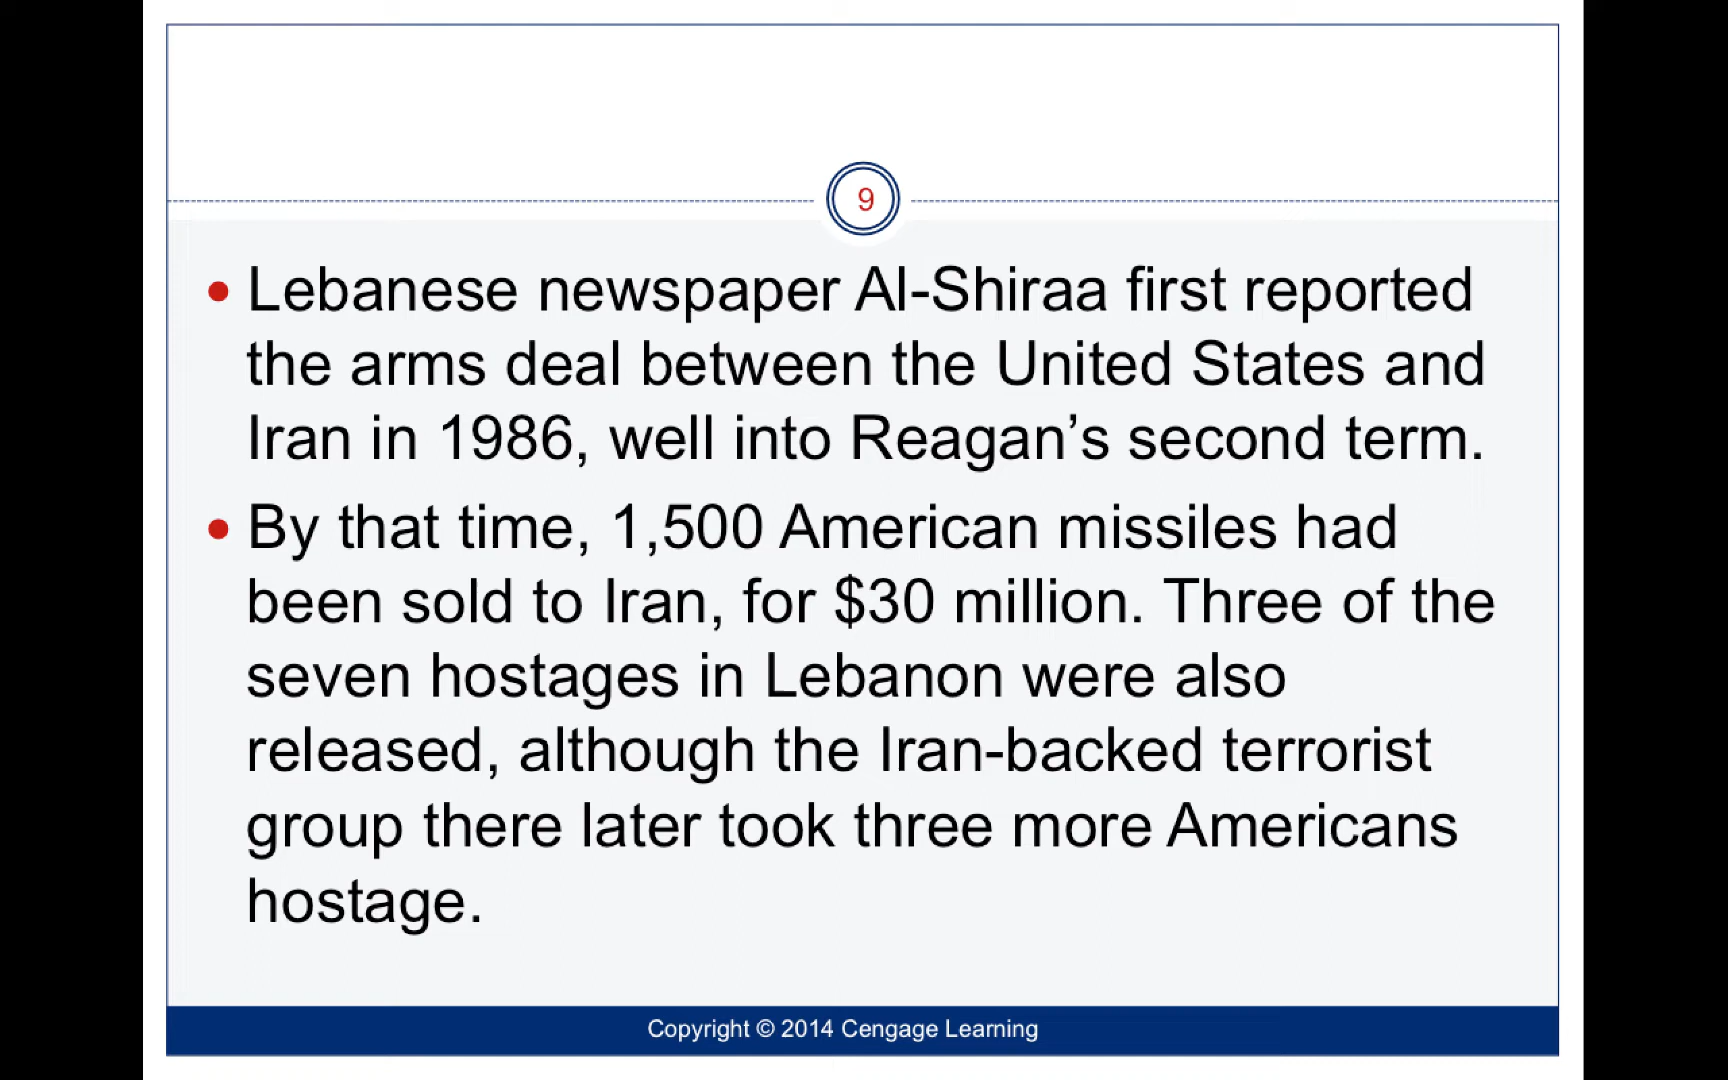 9
• Lebanese newspaper Al-Shiraa first reported
the arms deal between the United States and
Iran in 1986, well into Reagan’s second term.
• By that time, 1,500 American missiles had
been sold to Iran, for $30 million. Three of the
seven hostages in Lebanon were also
released, although the Iran-backed terrorist
group there later took three more Americans
hostage.
Copyright © 2014 Cengage Learning